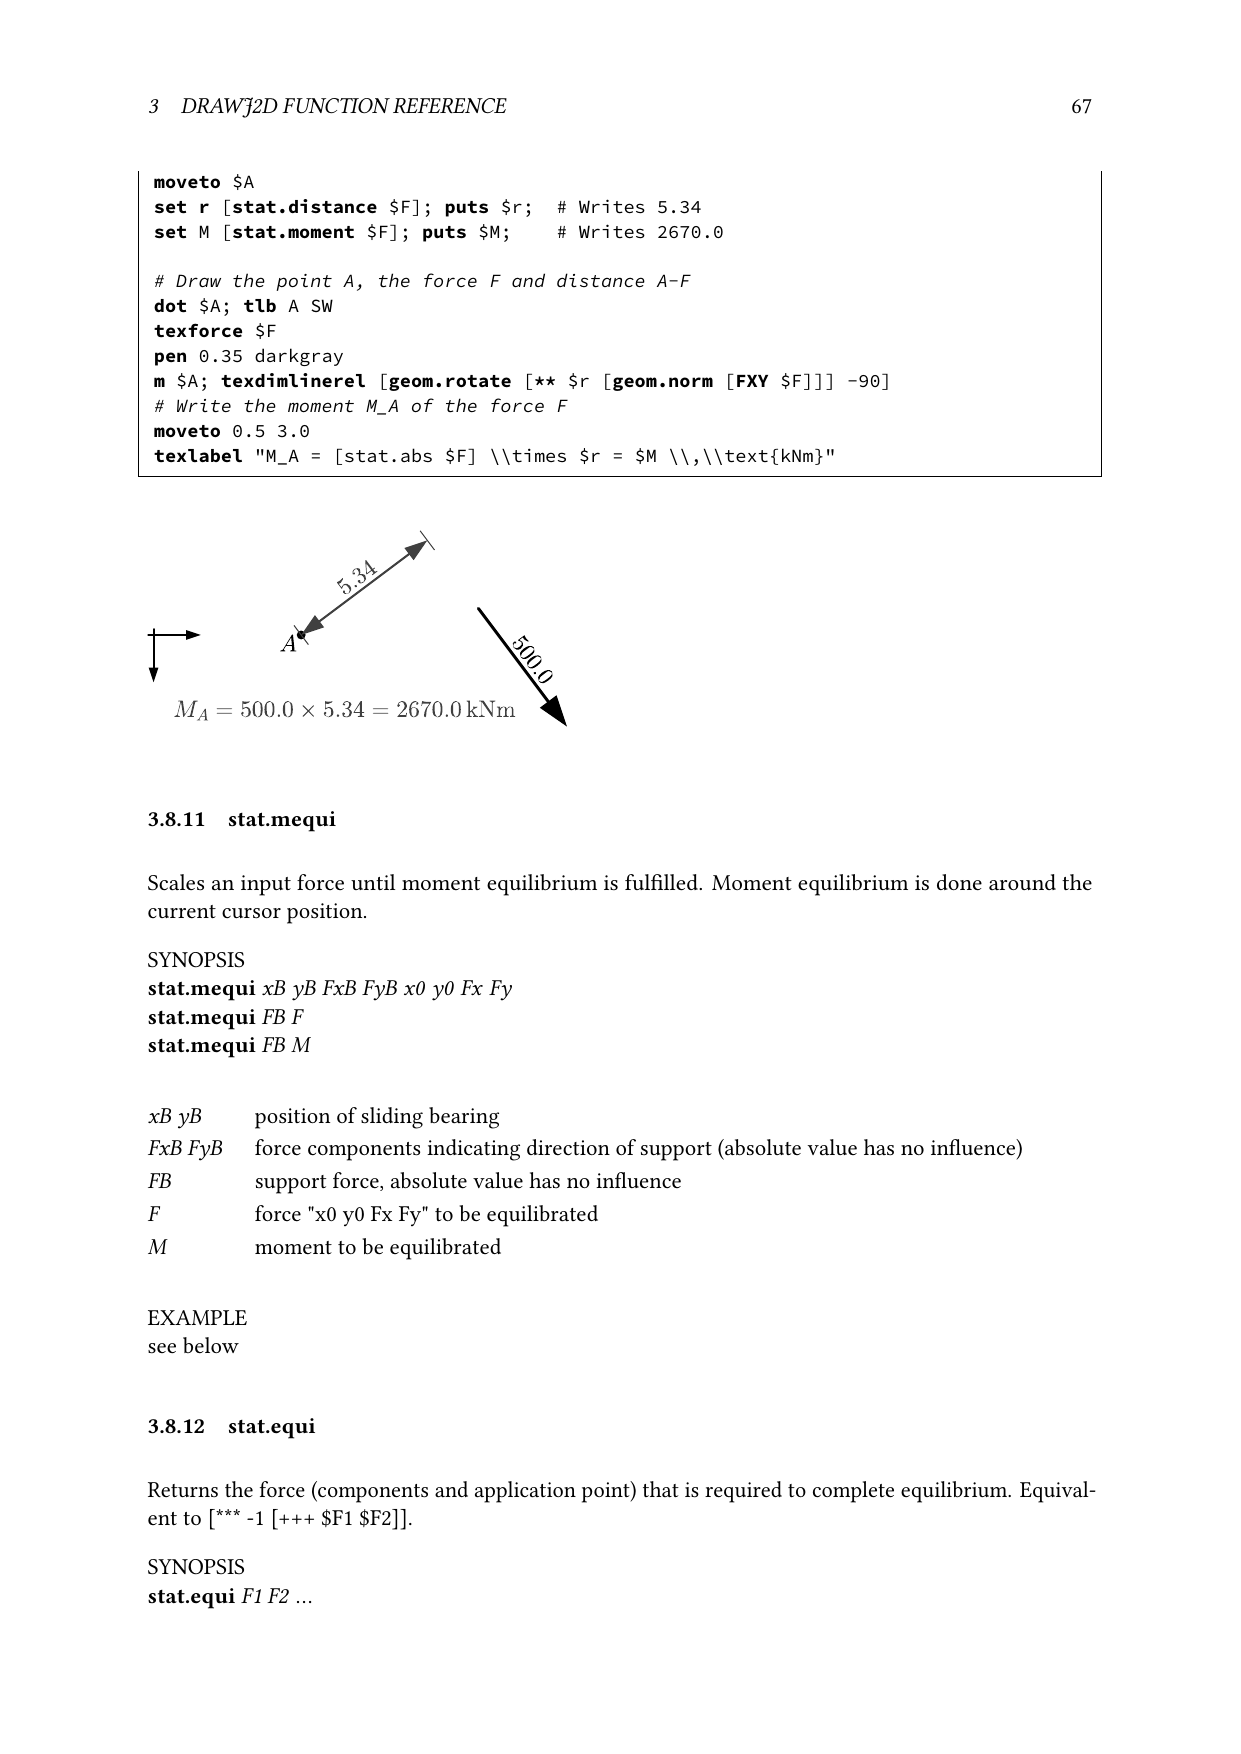 3 DRAWJ2D FUNCTION REFERENCE 67
moveto $A
set r [stat.distance $F]; puts $r;  # Writes 5.34
set M [stat.moment $F]; puts $M;    # Writes 2670.0
# Draw the point A, the force F and distance A-F
dot $A; tlb A SW
texforce $F
pen 0.35 darkgray
m $A; texdimlinerel [geom.rotate [** $r [geom.norm [FXY $F]]] -90]
# Write the moment M_A of the force F
moveto 0.5 3.0
texlabel "M_A = [stat.abs $F] \\times $r = $M \\,\\text{kNm}"
5.34
A
500.0
M_A = 500.0 × 5.34 = 2670.0 kNm
3.8.11 stat.mequi
Scales an input force until moment equilibrium is fulfilled. Moment equilibrium is done around the
current cursor position.
SYNOPSIS
stat.mequi xB yB FxB FyB x0 y0 Fx Fy
stat.mequi FB F
stat.mequi FB M
xB yB position of sliding bearing
FxB FyB force components indicating direction of support (absolute value has no influence)
FB support force, absolute value has no influence
F force "x0 y0 Fx Fy" to be equilibrated
M moment to be equilibrated
EXAMPLE
see below
3.8.12 stat.equi
Returns the force (components and application point) that is required to complete equilibrium. Equival-
ent to [*** -1 [+++ $F1 $F2]].
SYNOPSIS
stat.equi F1 F2 ...